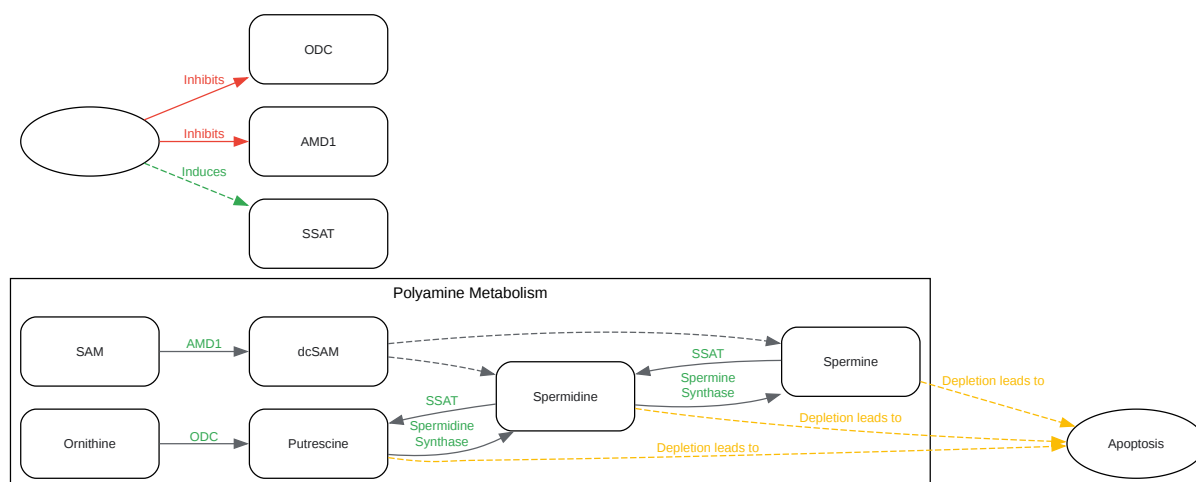 ODC
Inhibits
Inhibits
AMD1
Induces
SSAT
Polyamine Metabolism
SAM
AMD1
dcSAM
SSAT
Spermine
Spermine
Synthase
Spermidine
Depletion leads to
SSAT
Spermidine
Synthase
Depletion leads to
Ornithine
ODC
Putrescine
Depletion leads to
Apoptosis